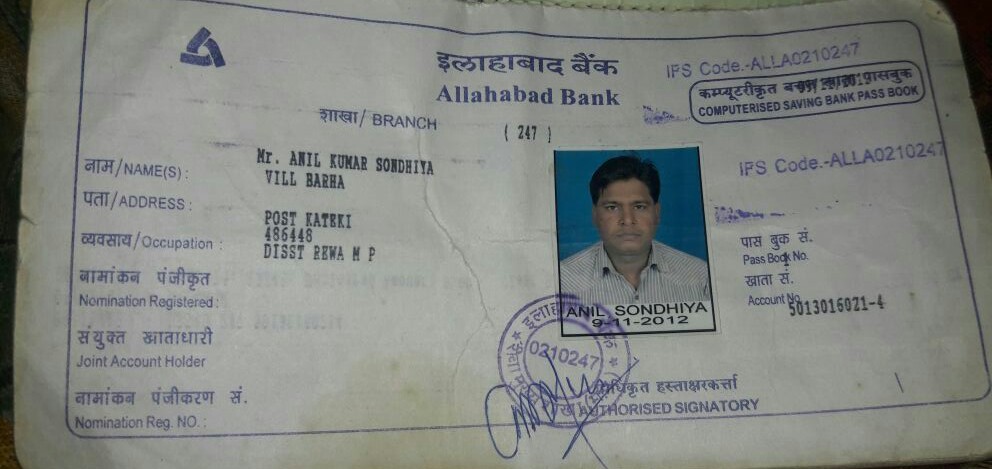 इलाहाबाद बैंक
Allahabad Bank
IFS Code.-ALLA0210247
कम्प्यूटरीकृत बचत खाता पासबुक
COMPUTERISED SAVING BANK PASS BOOK
शाखा/ BRANCH
( 247 )
IFS Code.-ALLA0210247
नाम/NAME(S) :
Mr. ANIL KUMAR SONDHIYA
VILL BARHA
पता/ADDRESS :
POST KATEKI
486448
DISST REWA M P
व्यवसाय/Occupation :
नामांकन पंजीकृत
Nomination Registered :
संयुक्त खाताधारी
Joint Account Holder
नामांकन पंजीकरण सं.
Nomination Reg. NO. :
पास बुक सं.
Pass Book No.
खाता सं.
Account No.
5013016021-4
ANIL SONDHIYA
9-11-2012
0210247
प्राधिकृत हस्ताक्षरकर्त्ता
AUTHORISED SIGNATORY